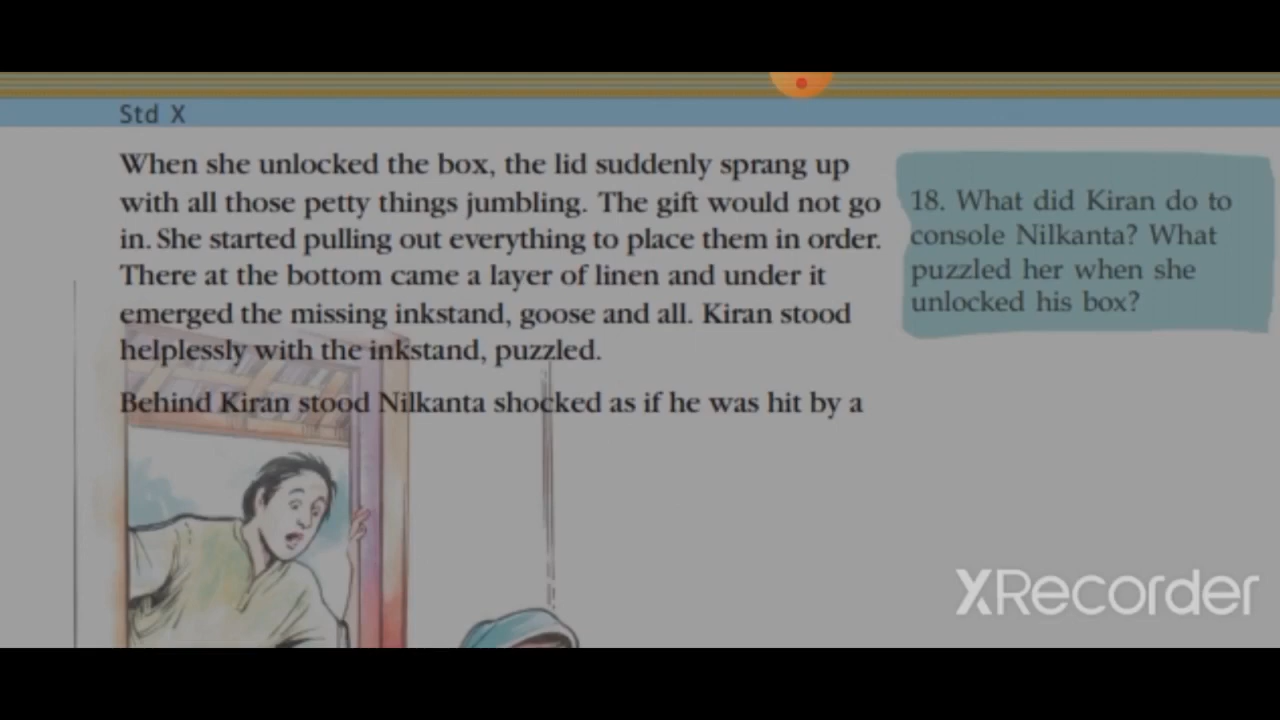 Std X
When she unlocked the box, the lid suddenly sprang up
with all those petty things jumbling. The gift would not go
in. She started pulling out everything to place them in order.
There at the bottom came a layer of linen and under it
emerged the missing inkstand, goose and all. Kiran stood
helplessly with the inkstand, puzzled.
Behind Kiran stood Nilkanta shocked as if he was hit by a
18. What did Kiran do to
console Nilkanta? What
puzzled her when she
unlocked his box?
XRecorder